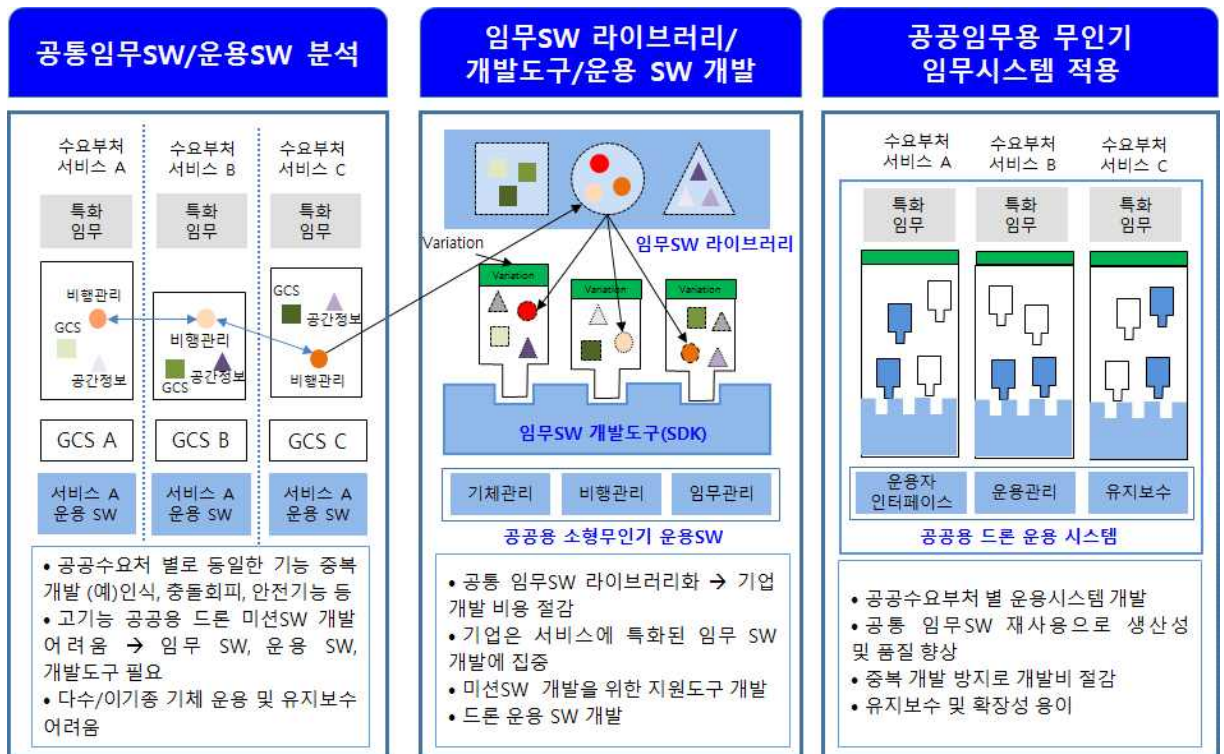 공통임무SW/운용SW 분석
수요부처
서비스 A
수요부처
서비스 B
수요부처
서비스 C
특화
임무
특화
임무
특화
임무
비행관리
GCS
공간정보
비행관리
GCS
공간정보
GCS
공간정보
비행관리
GCS A
GCS B
GCS C
서비스 A
운용 SW
서비스 A
운용 SW
서비스 A
운용 SW
• 공공수요처 별로 동일한 기능 중복
개발 (예)인식, 충돌회피, 안전기능 등
• 고기능 공공용 드론 미션SW 개발
어려움 → 임무 SW, 운용 SW,
개발도구 필요
• 다수/이기종 기체 운용 및 유지보수
어려움
임무SW 라이브러리/
개발도구/운용 SW 개발
임무SW 라이브러리
Variation
Variation
Variation
Variation
임무SW 개발도구(SDK)
기체관리
비행관리
임무관리
공공용 소형무인기 운용SW
• 공통 임무SW 라이브러리화 → 기업
개발 비용 절감
• 기업은 서비스에 특화된 임무 SW
개발에 집중
• 미션SW 개발을 위한 지원도구 개발
• 드론 운용 SW 개발
공공임무용 무인기
임무시스템 적용
수요부처
서비스 A
수요부처
서비스 B
수요부처
서비스 C
특화
임무
특화
임무
특화
임무
운용자
인터페이스
운용관리
유지보수
공공용 드론 운용 시스템
• 공공수요부처 별 운용시스템 개발
• 공통 임무SW 재사용으로 생산성
및 품질 향상
• 중복 개발 방지로 개발비 절감
• 유지보수 및 확장성 용이